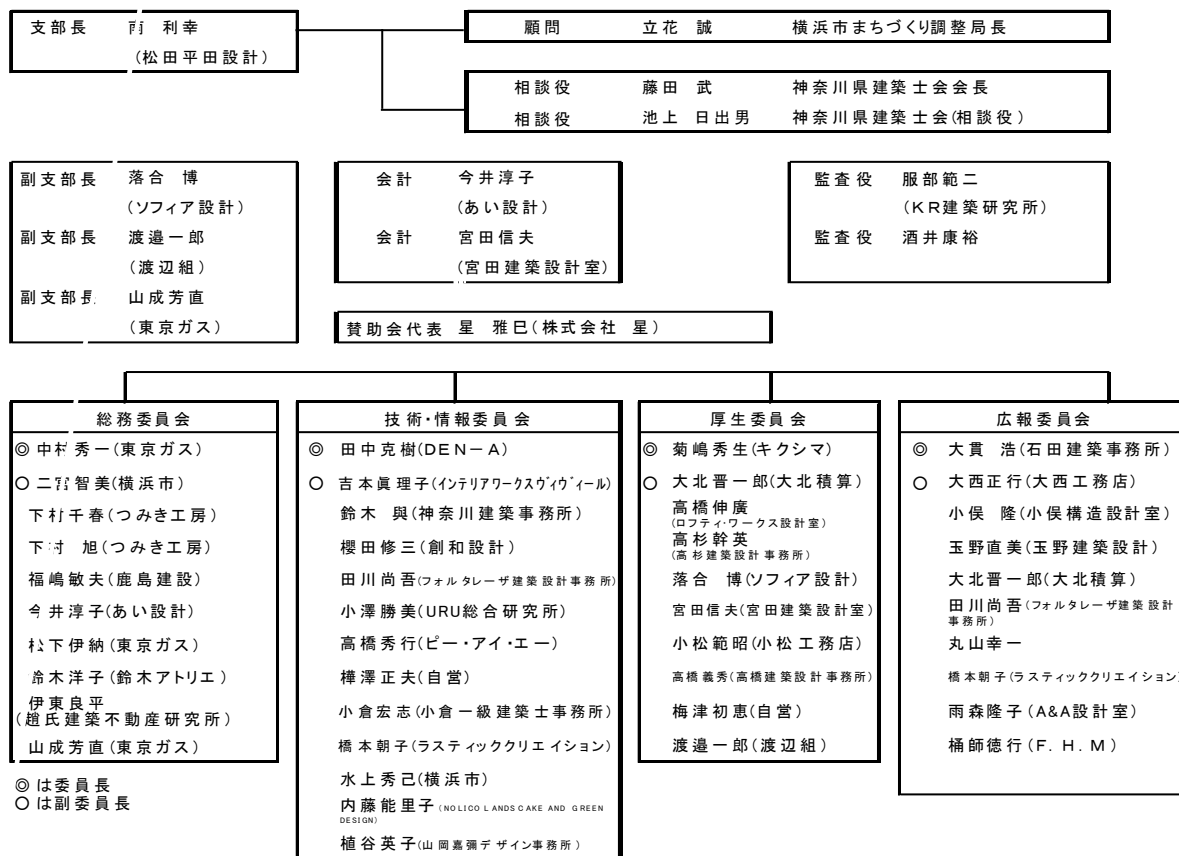 支部長 南 利幸
(松田平田設計)
顧問 立花 誠 横浜市まちづくり調整局長
相談役 藤田 武 神奈川県建築士会会長
相談役 池上 日出男 神奈川県建築士会(相談役)
副支部長 落合 博
(ソフィア設計)
副支部長 渡邉一郎
(渡辺組)
副支部長 山成芳直
(東京ガス)
会計 今井淳子
(あい設計)
会計 宮田信夫
(宮田建築設計室)
監査役 服部範二
(KR建築研究所)
監査役 酒井康裕
賛助会代表 星 雅巳(株式会社 星)
総務委員会
◎ 中村秀一(東京ガス)
○ 二宮智美(横浜市)
下村千春(つみき工房)
下村 旭(つみき工房)
福嶋敏夫(鹿島建設)
今井淳子(あい設計)
松下伊納(東京ガス)
鈴木洋子(鈴木アトリエ)
伊東良平
(趙氏建築不動産研究所)
山成芳直(東京ガス)
◎は委員長
○は副委員長
技術・情報委員会
◎ 田中克樹(DEN-A)
○ 吉本眞理子(インテリアワークスヴィヴィール)
鈴木 與(神奈川建築事務所)
櫻田修三(創和設計)
田川尚吾(フォルタレーザ建築設計事務所)
小澤勝美(URU総合研究所)
高橋秀行(ピー・アイ・エー)
樺澤正夫(自営)
小倉宏志(小倉一級建築士事務所)
橋本朝子(ラスティッククリエイション)
水上秀己(横浜市)
内藤能里子(NOLICO LANDSCAKE AND GREEN
DESIGN)
植谷英子(山岡嘉彌デザイン事務所)
厚生委員会
◎ 菊嶋秀生(キクシマ)
○ 大北晋一郎(大北積算)
高橋伸廣
(ロフティ・ワークス設計室)
高杉幹英
(高杉建築設計事務所)
落合 博(ソフィア設計)
宮田信夫(宮田建築設計室)
小松範昭(小松工務店)
高橋義秀(高橋建築設計事務所)
梅津初恵(自営)
渡邉一郎(渡辺組)
広報委員会
◎ 大貫 浩(石田建築事務所)
○ 大西正行(大西工務店)
小俣 隆(小俣構造設計室)
玉野直美(玉野建築設計)
大北晋一郎(大北積算)
田川尚吾(フォルタレーザ建築設計
事務所)
丸山幸一
橋本朝子(ラスティッククリエイション)
雨森隆子(A&A設計室)
桶師徳行(F.H.M)